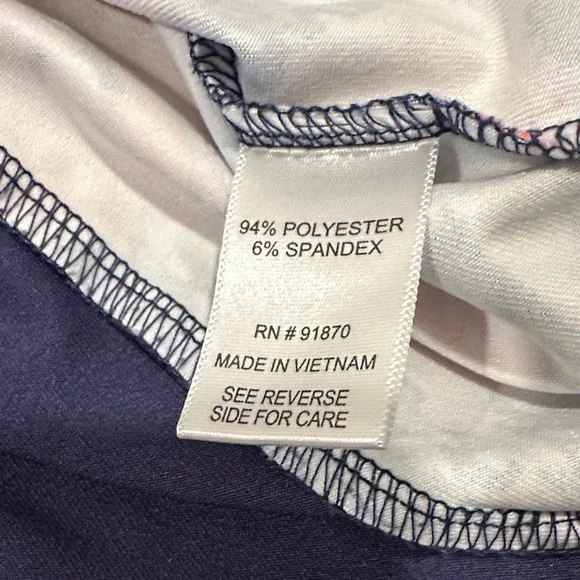 94% POLYESTER
6% SPANDEX
RN # 91870
MADE IN VIETNAM
SEE REVERSE
SIDE FOR CARE